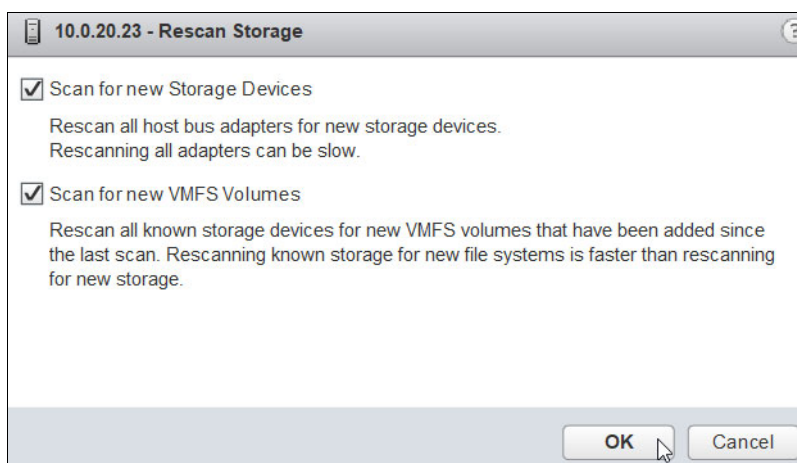 10.0.20.23 - Rescan Storage
?
Scan for new Storage Devices
Rescan all host bus adapters for new storage devices.
Rescanning all adapters can be slow.
Scan for new VMFS Volumes
Rescan all known storage devices for new VMFS volumes that have been added since
the last scan. Rescanning known storage for new file systems is faster than rescanning
for new storage.
OK
Cancel